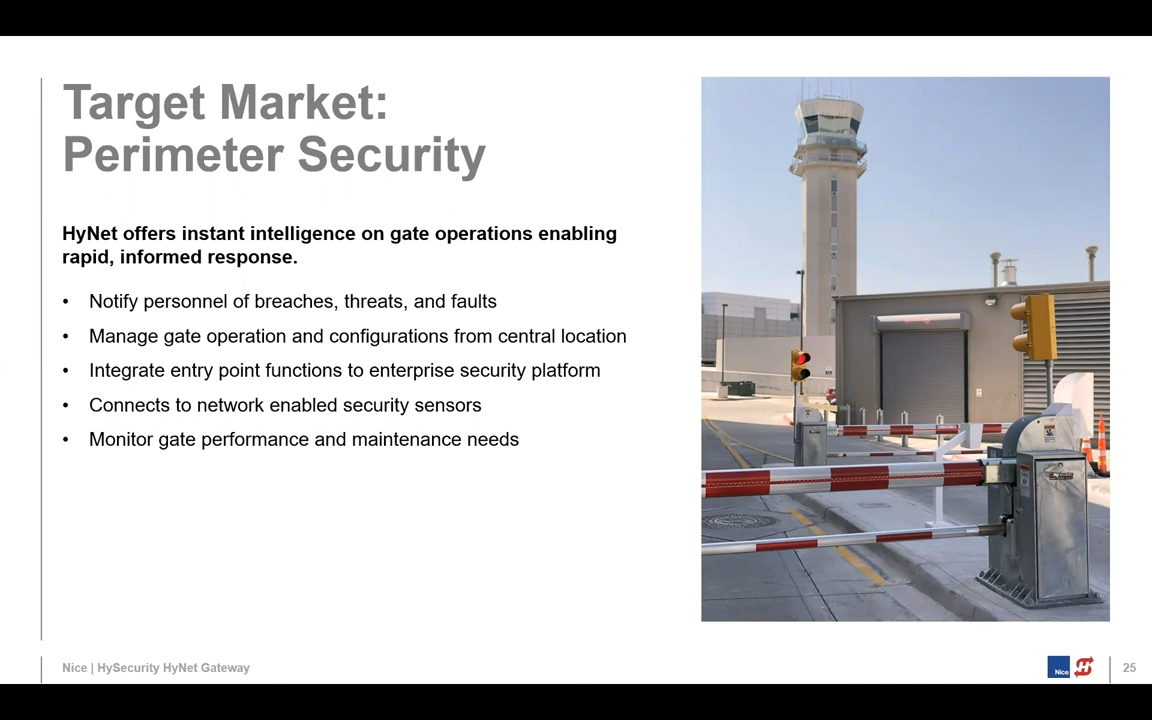 Target Market:
Perimeter Security
HyNet offers instant intelligence on gate operations enabling
rapid, informed response.
• Notify personnel of breaches, threats, and faults
• Manage gate operation and configurations from central location
• Integrate entry point functions to enterprise security platform
• Connects to network enabled security sensors
• Monitor gate performance and maintenance needs
Nice | HySecurity HyNet Gateway
Nice
H
25